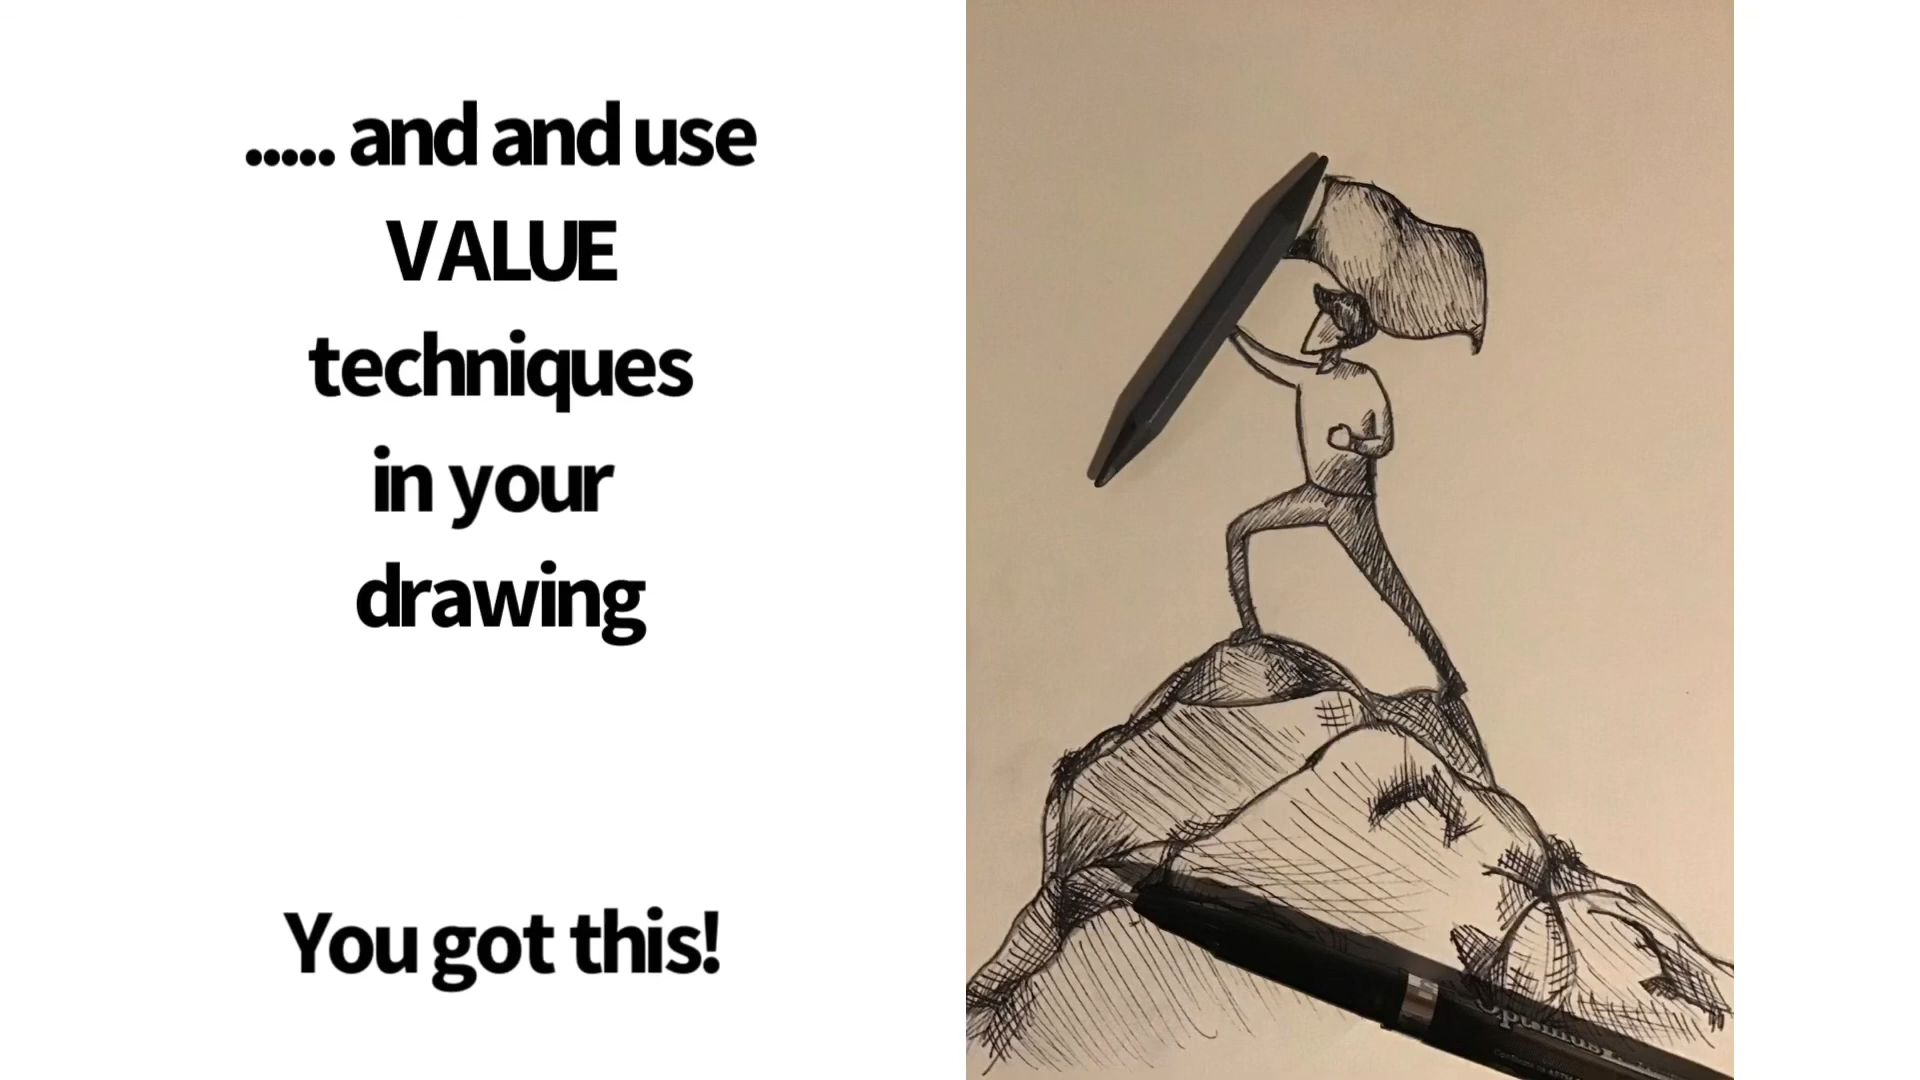 ..... and and use
VALUE
techniques
in your
drawing
You got this!